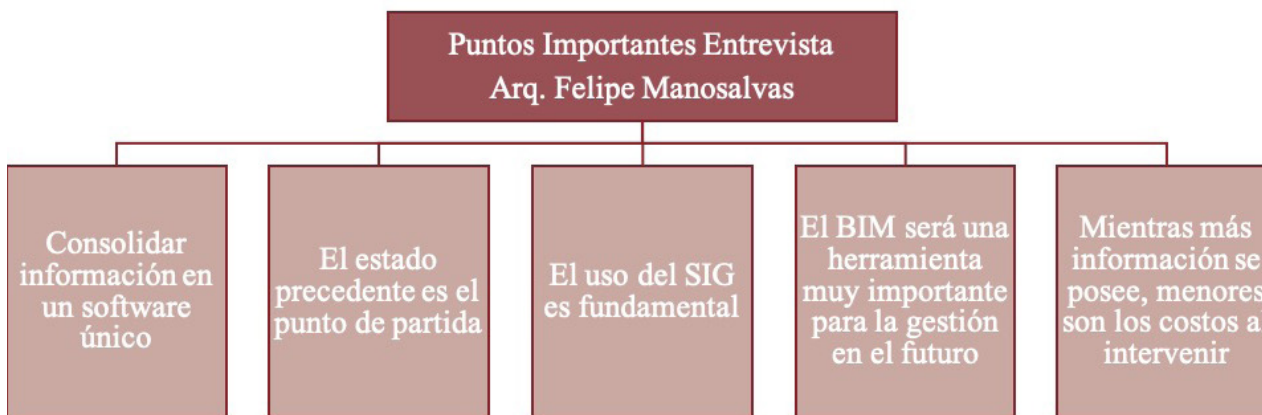 Puntos Importantes Entrevista
Arq. Felipe Manosalvas
Consolidar
información en
un software
único
El estado
precedente es el
punto de partida
El uso del SIG
es fundamental
El BIM será una
herramienta
muy importante
para la gestión
en el futuro
Mientras más
información se
posee, menores
son los costos al
intervenir